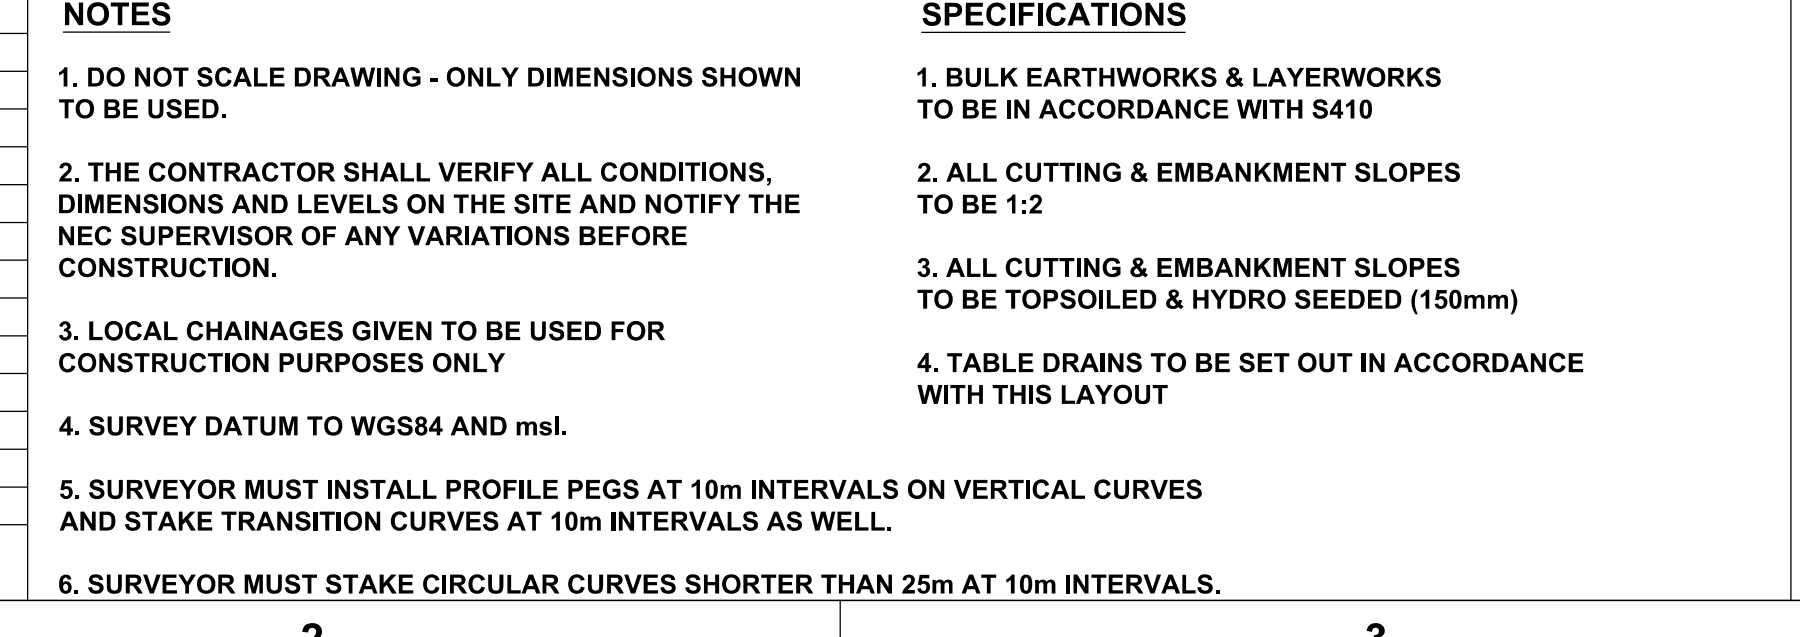 NOTES
1. DO NOT SCALE DRAWING - ONLY DIMENSIONS SHOWN
TO BE USED.
2. THE CONTRACTOR SHALL VERIFY ALL CONDITIONS,
DIMENSIONS AND LEVELS ON THE SITE AND NOTIFY THE
NEC SUPERVISOR OF ANY VARIATIONS BEFORE
CONSTRUCTION.
3. LOCAL CHAINAGES GIVEN TO BE USED FOR
CONSTRUCTION PURPOSES ONLY
4. SURVEY DATUM TO WGS84 AND msl.
5. SURVEYOR MUST INSTALL PROFILE PEGS AT 10m INTERVALS ON VERTICAL CURVES
AND STAKE TRANSITION CURVES AT 10m INTERVALS AS WELL.
6. SURVEYOR MUST STAKE CIRCULAR CURVES SHORTER THAN 25m AT 10m INTERVALS.
SPECIFICATIONS
1. BULK EARTHWORKS & LAYERWORKS
TO BE IN ACCORDANCE WITH S410
2. ALL CUTTING & EMBANKMENT SLOPES
TO BE 1:2
3. ALL CUTTING & EMBANKMENT SLOPES
TO BE TOPSOILED & HYDRO SEEDED (150mm)
4. TABLE DRAINS TO BE SET OUT IN ACCORDANCE
WITH THIS LAYOUT